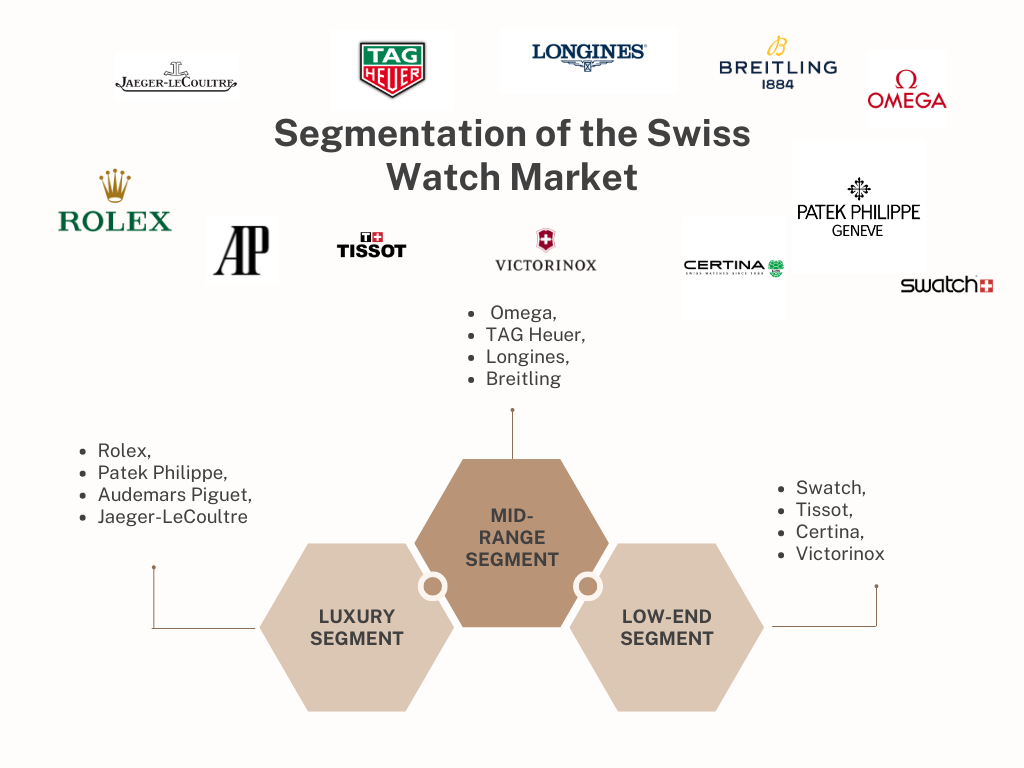 JAEGER-LECOULTRE
TAG
HEUER
LONGINES
BREITLING
1884
OMEGA
Segmentation of the Swiss
Watch Market
ROLEX
AP
TISSOT
VICTORINOX
CERTINA
SWISS WATCHES SINCE 1888
PATEK PHILIPPE
GENEVE
swatch
• Omega,
• TAG Heuer,
• Longines,
• Breitling
• Rolex,
• Patek Philippe,
• Audemars Piguet,
• Jaeger-LeCoultre
• Swatch,
• Tissot,
• Certina,
• Victorinox
MID-
RANGE
SEGMENT
LUXURY
SEGMENT
LOW-END
SEGMENT